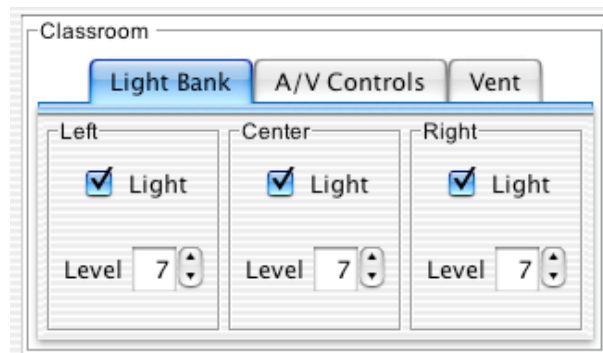 Classroom
Light Bank A/V Controls Vent
Left Center Right
Light Light Light
Level 7 Level 7 Level 7